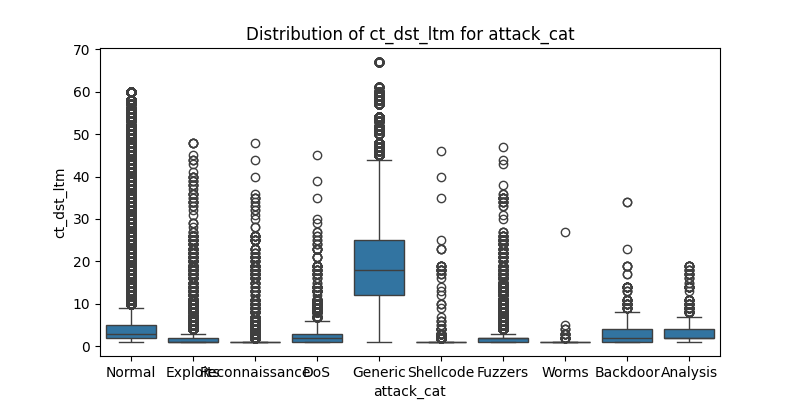 Distribution of ct_dst_ltm for attack_cat
70
60
50
40
30
20
10
0
ct_dst_ltm
Normal Exploits Reconnaissance DoS Generic Shellcode Fuzzers Worms Backdoor Analysis
attack_cat